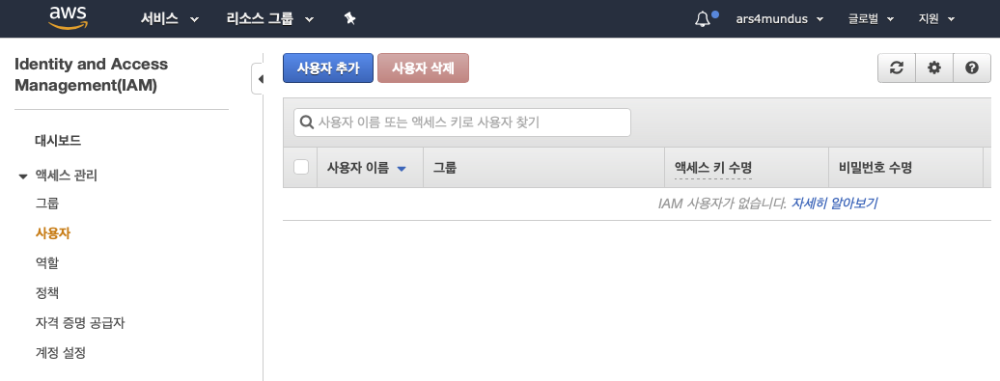 aws 서비스 리소스 그룹 ars4mundus 글로벌 지원
Identity and Access
Management(IAM)
대시보드
액세스 관리
그룹
사용자
역할
정책
자격 증명 공급자
계정 설정
사용자 추가 사용자 삭제
사용자 이름 또는 액세스 키로 사용자 찾기
사용자 이름 그룹 액세스 키 수명 비밀번호 수명
IAM 사용자가 없습니다. 자세히 알아보기